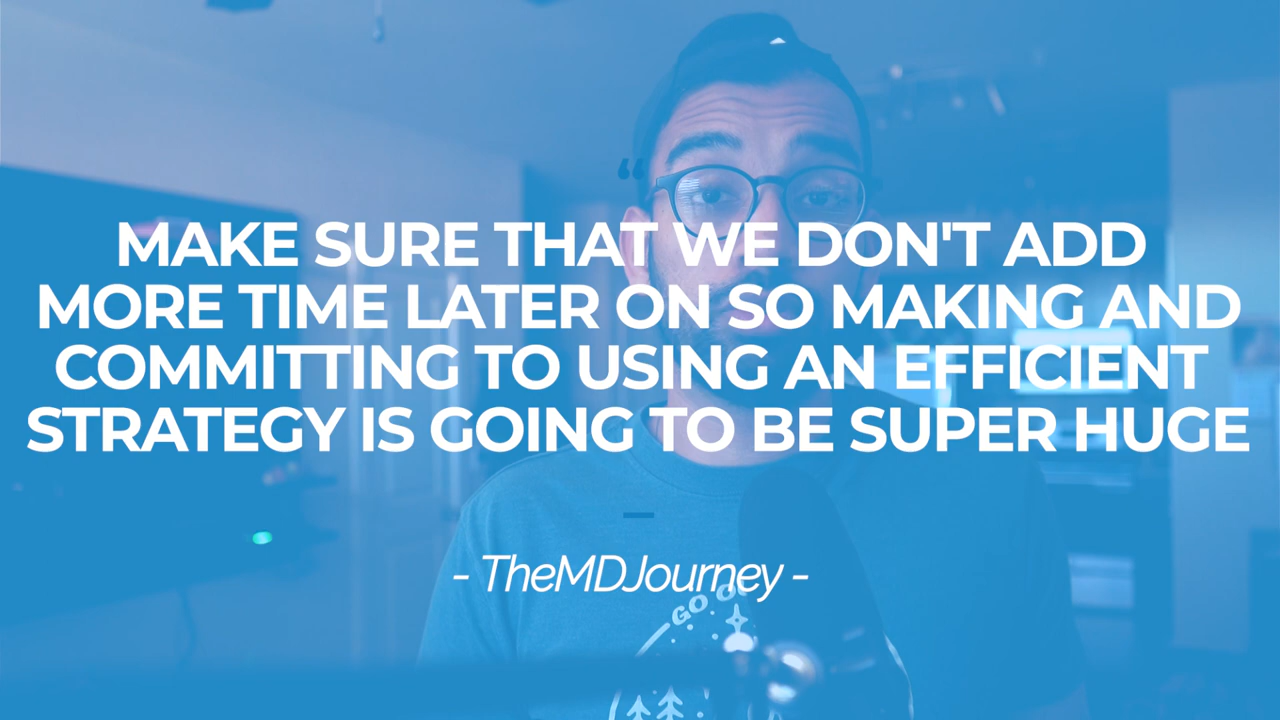 “
MAKE SURE THAT WE DON'T ADD
MORE TIME LATER ON SO MAKING AND
COMMITTING TO USING AN EFFICIENT
STRATEGY IS GOING TO BE SUPER HUGE
- TheMDJourney -
GO O